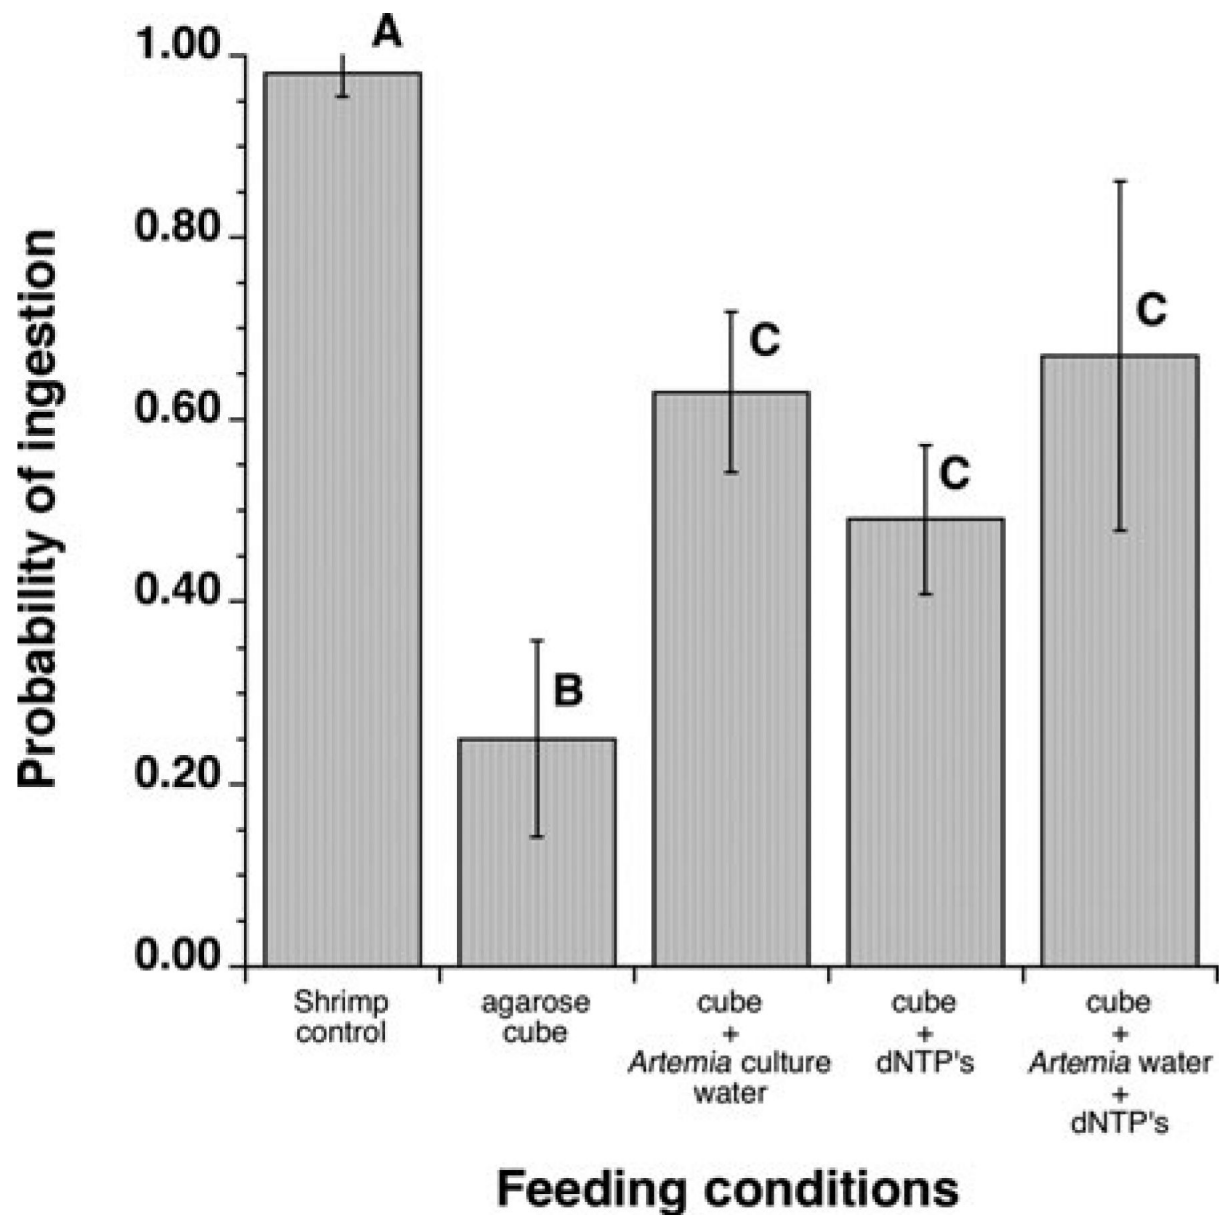 A
1.00
0.80
C
C
0.60
C
0.40
B
0.20
0.00
Probability of ingestion
Shrimp
control
agarose
cube
cube
+
Artemia culture
water
cube
+
dNTP's
cube
+
Artemia water
+
dNTP's
Feeding conditions